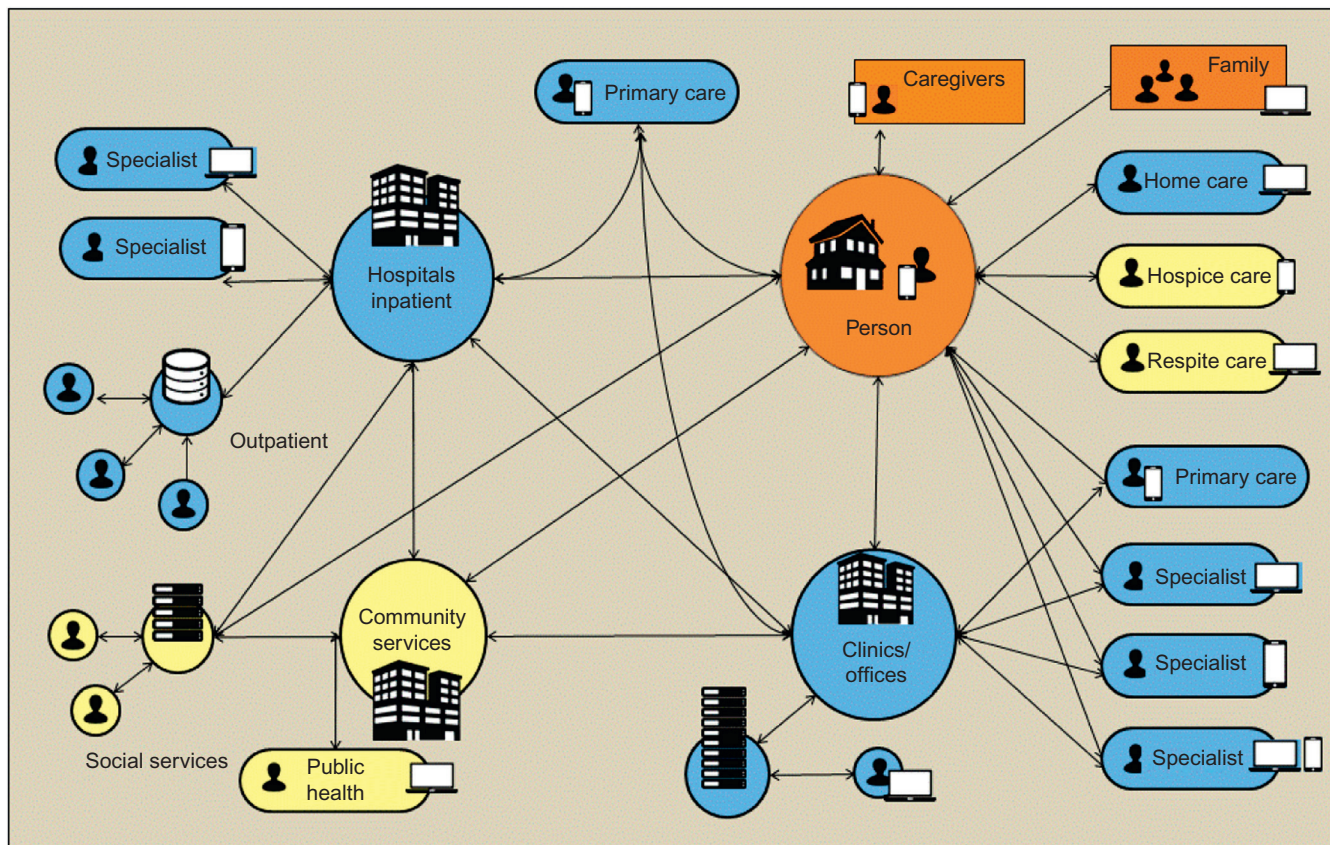 Primary care
Caregivers
Family
Specialist
Home care
Specialist
Hospitals
inpatient
Hospice care
Person
Respite care
Outpatient
Primary care
Specialist
Community
services
Clinics/
offices
Specialist
Social services
Public
health
Specialist